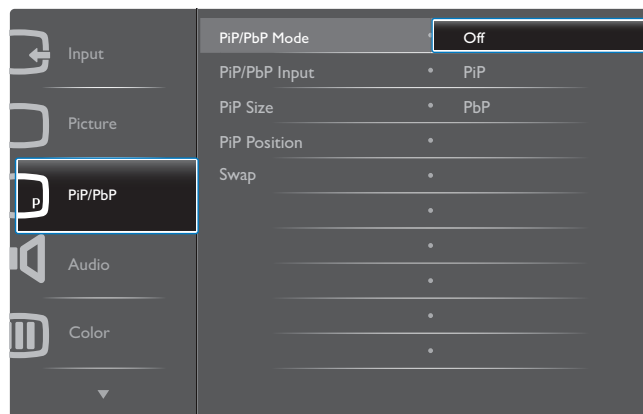 Input
Picture
P
PiP/PbP
Audio
Color
PiP/PbP Mode • Off
PiP/PbP Input • PiP
PiP Size • PbP
PiP Position •
Swap •
•
•
•
•
•